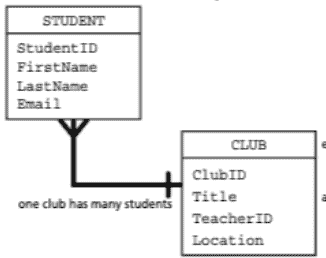 STUDENT
StudentID
FirstName
LastName
Email
CLUB
ClubID
Title
TeacherID
Location
one club has many students